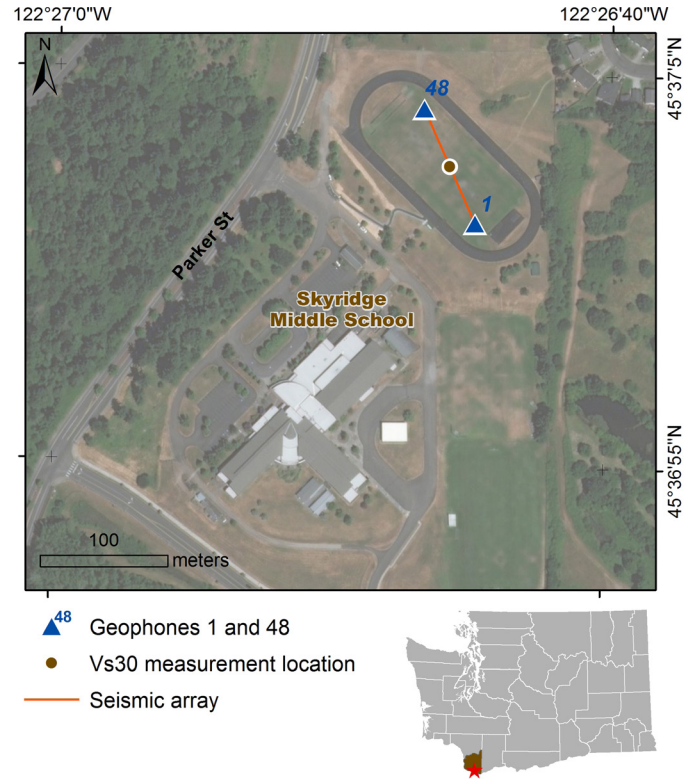 122°27'0"W
122°26'40"W
N
45°37'5"N
48
1
Parker St
Skyridge
Middle School
45°36'55"N
100
meters
48
Geophones 1 and 48
Vs30 measurement location
Seismic array